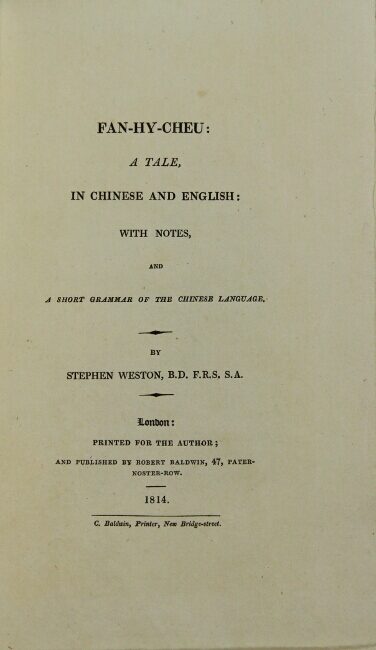 FAN-HY-CHEU:
A TALE,
IN CHINESE AND ENGLISH:
WITH NOTES,
AND
A SHORT GRAMMAR OF THE CHINESE LANGUAGE.
BY
STEPHEN WESTON, B.D. F.R.S. S.A.
London:
PRINTED FOR THE AUTHOR;
AND PUBLISHED BY ROBERT BALDWIN, 47, PATER-
NOSTER-ROW.
1814.
C. Baldwin, Printer, New Bridge-street.